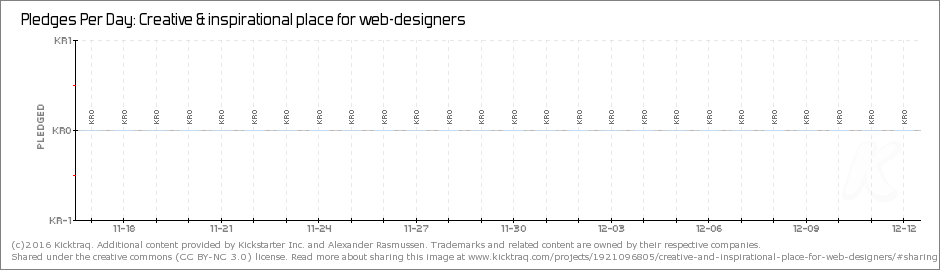 Pledges Per Day: Creative & inspirational place for web-designers
KR1
KR0 KR0 KR0 KR0 KR0 KR0 KR0 KR0 KR0 KR0 KR0 KR0 KR0 KR0 KR0 KR0 KR0 KR0 KR0 KR0 KR0 KR0 KR0 KR0 KR0 KR0
PLEDGED
KR0
KR-1
11-18 11-21 11-24 11-27 11-30 12-03 12-06 12-09 12-12
(c)2016 Kicktraq. Additional content provided by Kickstarter Inc. and Alexander Rasmussen. Trademarks and related content are owned by their respective companies.
Shared under the creative commons (CC BY-NC 3.0) license. Read more about sharing this image at www.kicktraq.com/projects/1921096805/creative-and-inspirational-place-for-web-designers/#sharing